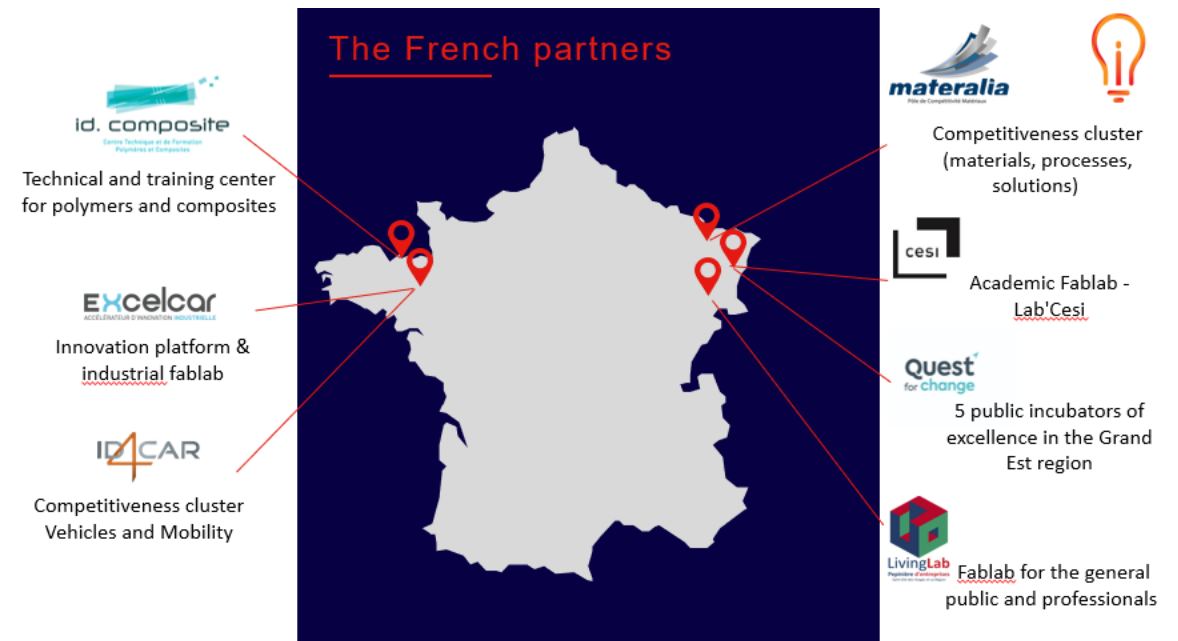 The French partners
id. composite
Centre Technique et de Formation
Polymères et Composites
Technical and training center
for polymers and composites
Excelcar
ACCÉLÉRATEUR D'INNOVATION INDUSTRIELLE
Innovation platform &
industrial fablab
ID4CAR
Competitiveness cluster
Vehicles and Mobility
materalia
Pôle de Compétitivité Matériaux
Competitiveness cluster
(materials, processes,
solutions)
cesi
Academic Fablab -
Lab'Cesi
Quest
for change
5 public incubators of
excellence in the Grand
Est region
LivingLab
Pépinière d'entreprises
Fablab for the general
public and professionals